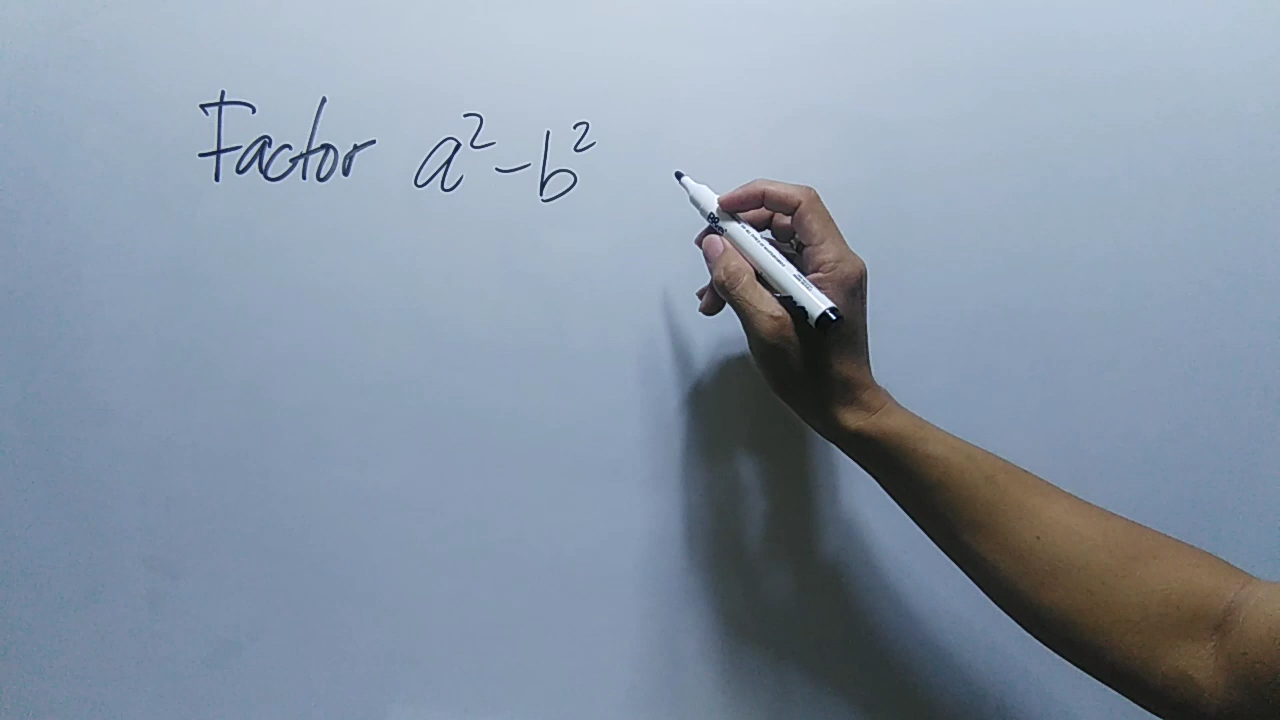 Factor a² - b²